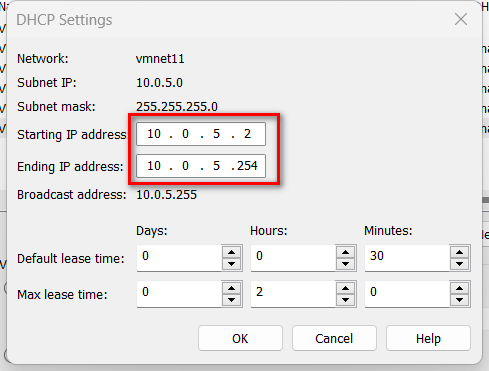 DHCP Settings
Network: vmnet11
Subnet IP: 10.0.5.0
Subnet mask: 255.255.255.0
Starting IP address: 10 . 0 . 5 . 2
Ending IP address: 10 . 0 . 5 .254
Broadcast address: 10.0.5.255
Days: Hours: Minutes:
Default lease time: 0 0 30
Max lease time: 0 2 0
OK Cancel Help